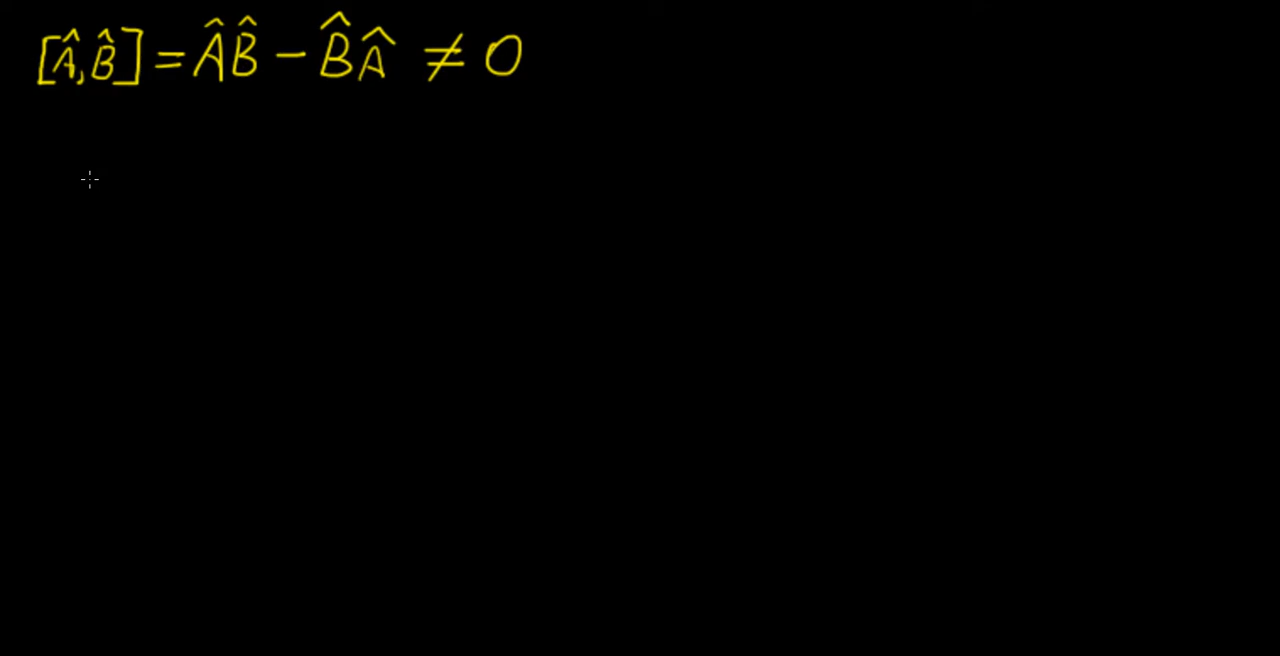 [Â, B̂] = ÂB̂ − B̂Â ≠ 0